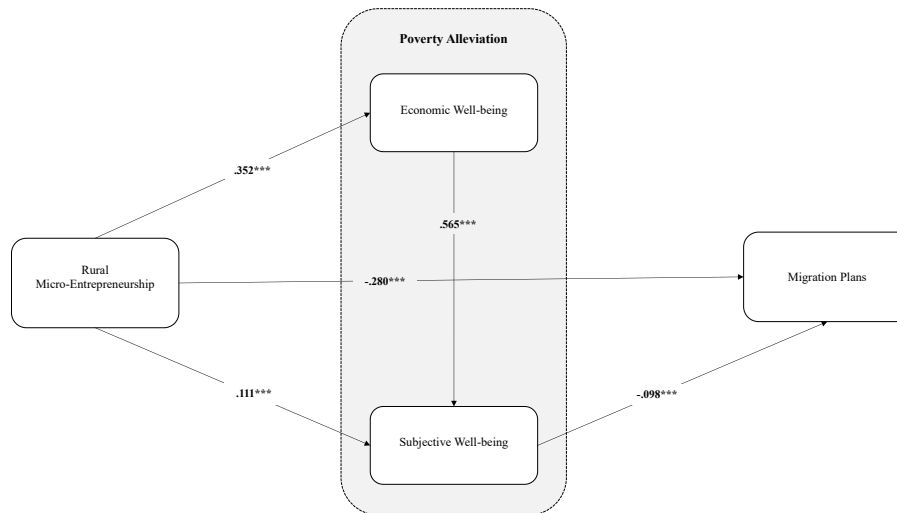 Poverty Alleviation
Economic Well-being
.352***
.565***
Rural
Micro-Entrepreneurship
-.280***
Migration Plans
.111***
-.098***
Subjective Well-being